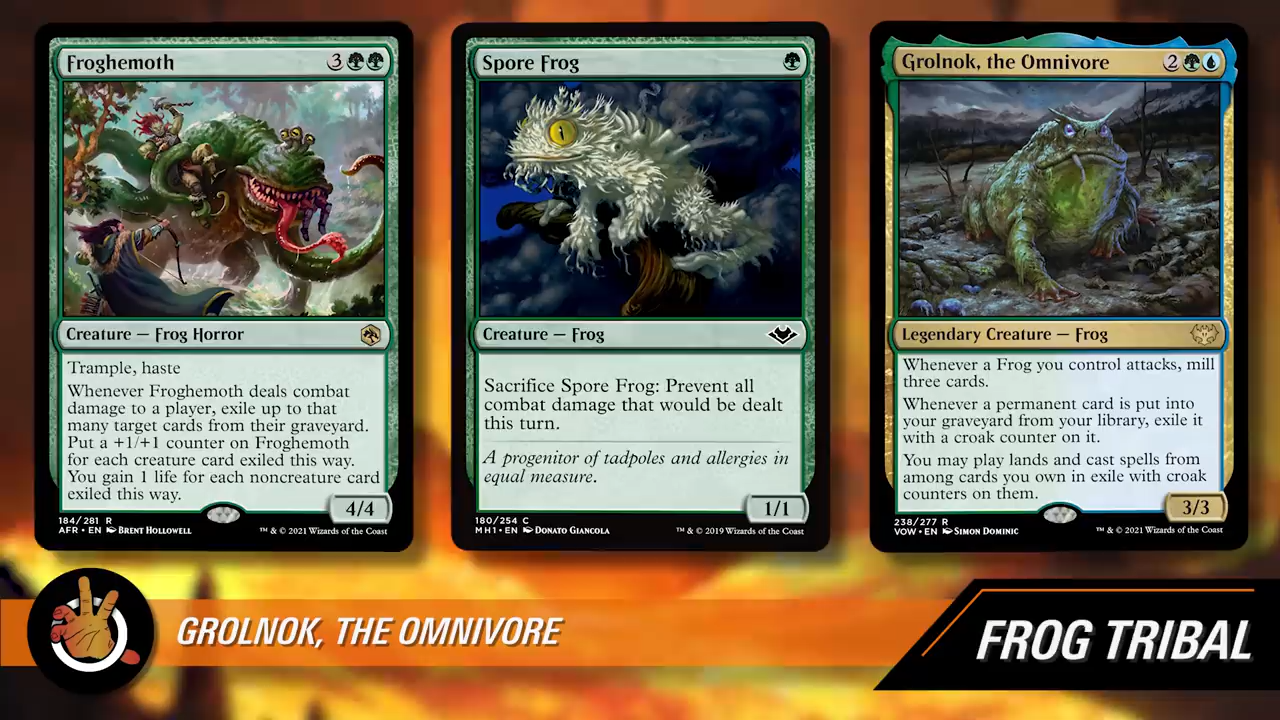 Froghemoth
3
Creature — Frog Horror
Trample, haste
Whenever Froghemoth deals combat
damage to a player, exile up to that
many target cards from their graveyard.
Put a +1/+1 counter on Froghemoth
for each creature card exiled this way.
You gain 1 life for each noncreature card
exiled this way.
4/4
184/281 R
AFR • EN Brent Hollowell
™ & © 2021 Wizards of the Coast
Spore Frog
Creature — Frog
Sacrifice Spore Frog: Prevent all
combat damage that would be dealt
this turn.
A progenitor of tadpoles and allergies in
equal measure.
1/1
180/254 C
MH1 • EN Donato Giancola
™ & © 2019 Wizards of the Coast
Grolnok, the Omnivore
2
Legendary Creature — Frog
Whenever a Frog you control attacks, mill
three cards.
Whenever a permanent card is put into
your graveyard from your library, exile it
with a croak counter on it.
You may play lands and cast spells from
among cards you own in exile with croak
counters on them.
3/3
238/277 R
VOW • EN Simon Dominic
™ & © 2021 Wizards of the Coast
GROLNOK, THE OMNIVORE
FROG TRIBAL